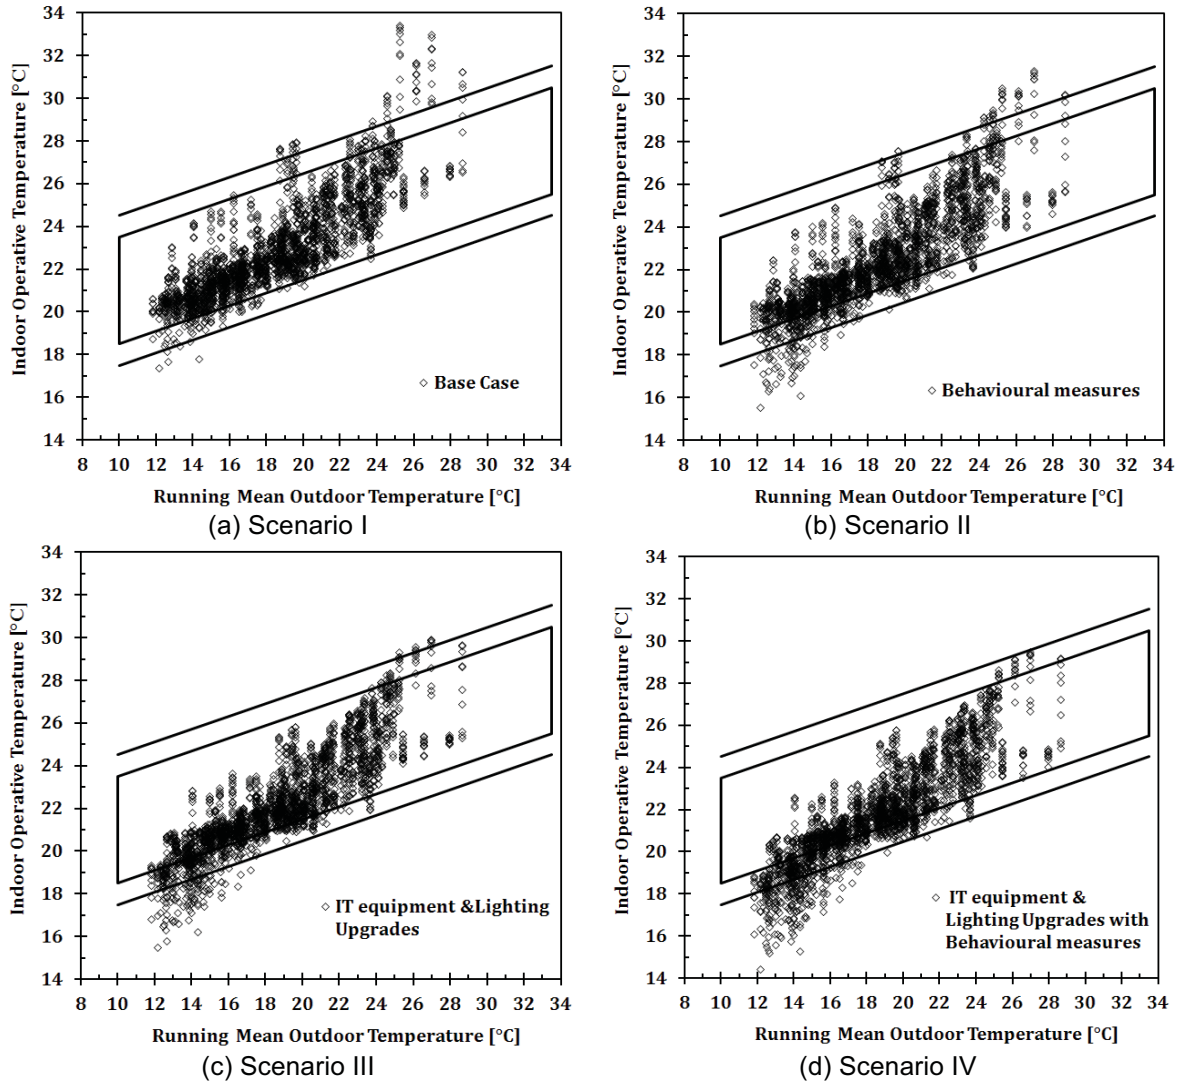 34
32
30
28
26
24
22
20
18
16
14
Indoor Operative Temperature [°C]
Base Case
8 10 12 14 16 18 20 22 24 26 28 30 32 34
Running Mean Outdoor Temperature [°C]
(a) Scenario I
34
32
30
28
26
24
22
20
18
16
14
Indoor Operative Temperature [°C]
Behavioural measures
8 10 12 14 16 18 20 22 24 26 28 30 32 34
Running Mean Outdoor Temperature [°C]
(b) Scenario II
34
32
30
28
26
24
22
20
18
16
14
Indoor Operative Temperature [°C]
IT equipment &Lighting
Upgrades
8 10 12 14 16 18 20 22 24 26 28 30 32 34
Running Mean Outdoor Temperature [°C]
(c) Scenario III
34
32
30
28
26
24
22
20
18
16
14
Indoor Operative Temperature [°C]
IT equipment &
Lighting Upgrades with
Behavioural measures
8 10 12 14 16 18 20 22 24 26 28 30 32 34
Running Mean Outdoor Temperature [°C]
(d) Scenario IV